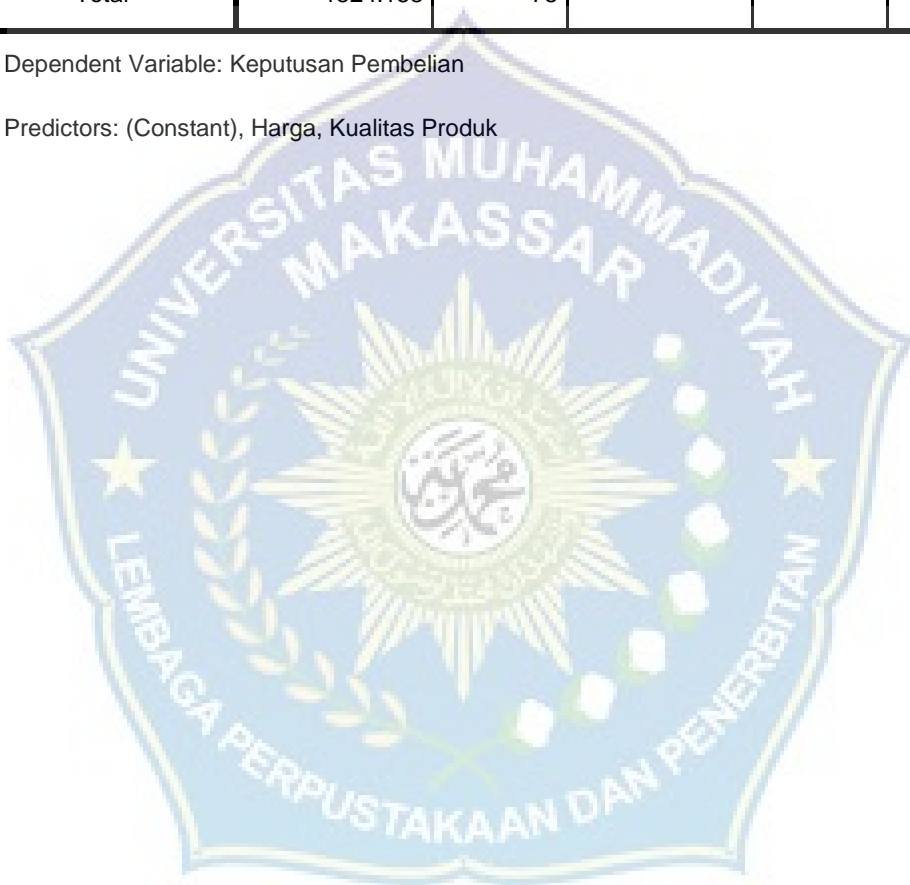 Dependent Variable: Keputusan Pembelian
Predictors: (Constant), Harga, Kualitas Produk
UNIVERSITAS MUHAMMADIYAH
MAKASSAR
LEMBAGA PERPUSTAKAAN DAN PENERBITAN